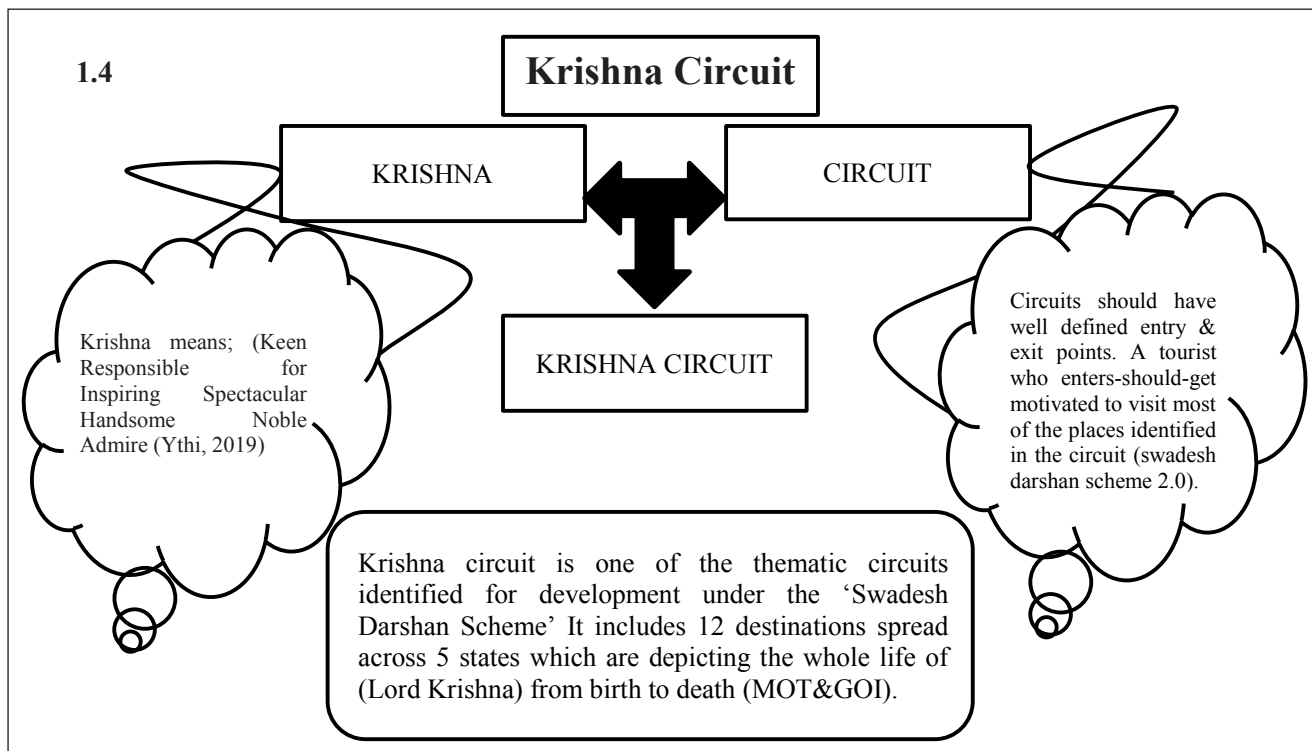 1.4
Krishna Circuit
KRISHNA
CIRCUIT
KRISHNA CIRCUIT
Krishna means; (Keen
Responsible for
Inspiring Spectacular
Handsome Noble
Admire (Ythi, 2019)
Circuits should have
well defined entry &
exit points. A tourist
who enters-should-get
motivated to visit most
of the places identified
in the circuit (swadesh
darshan scheme 2.0).
Krishna circuit is one of the thematic circuits
identified for development under the ‘Swadesh
Darshan Scheme’ It includes 12 destinations spread
across 5 states which are depicting the whole life of
(Lord Krishna) from birth to death (MOT&GOI).